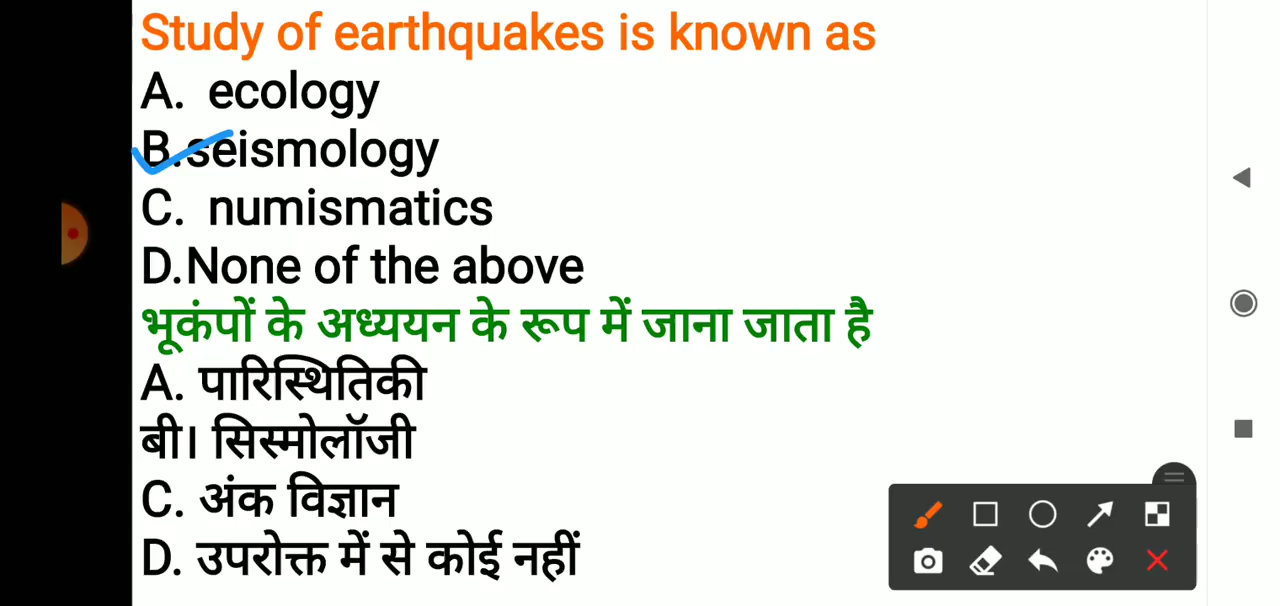 Study of earthquakes is known as
A. ecology
B.seismology
C. numismatics
D.None of the above
भूकंपों के अध्ययन के रूप में जाना जाता है
A. पारिस्थितिकी
बी। सिस्मोलॉजी
C. अंक विज्ञान
D. उपरोक्त में से कोई नहीं